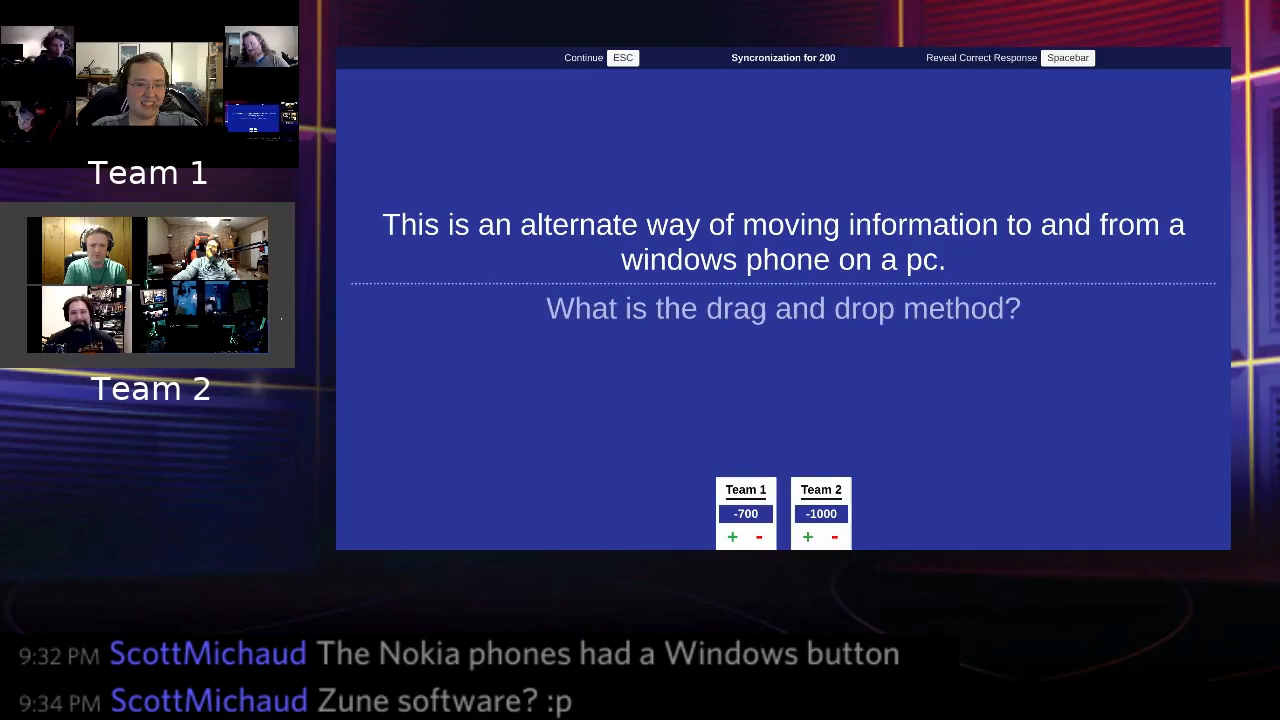 Continue ESC
Syncronization for 200
Reveal Correct Response Spacebar
Team 1
Team 2
This is an alternate way of moving information to and from a
windows phone on a pc.
What is the drag and drop method?
Team 1
-700
+ -
Team 2
-1000
+ -
9:32 PM ScottMichaud The Nokia phones had a Windows button
9:34 PM ScottMichaud Zune software? :p